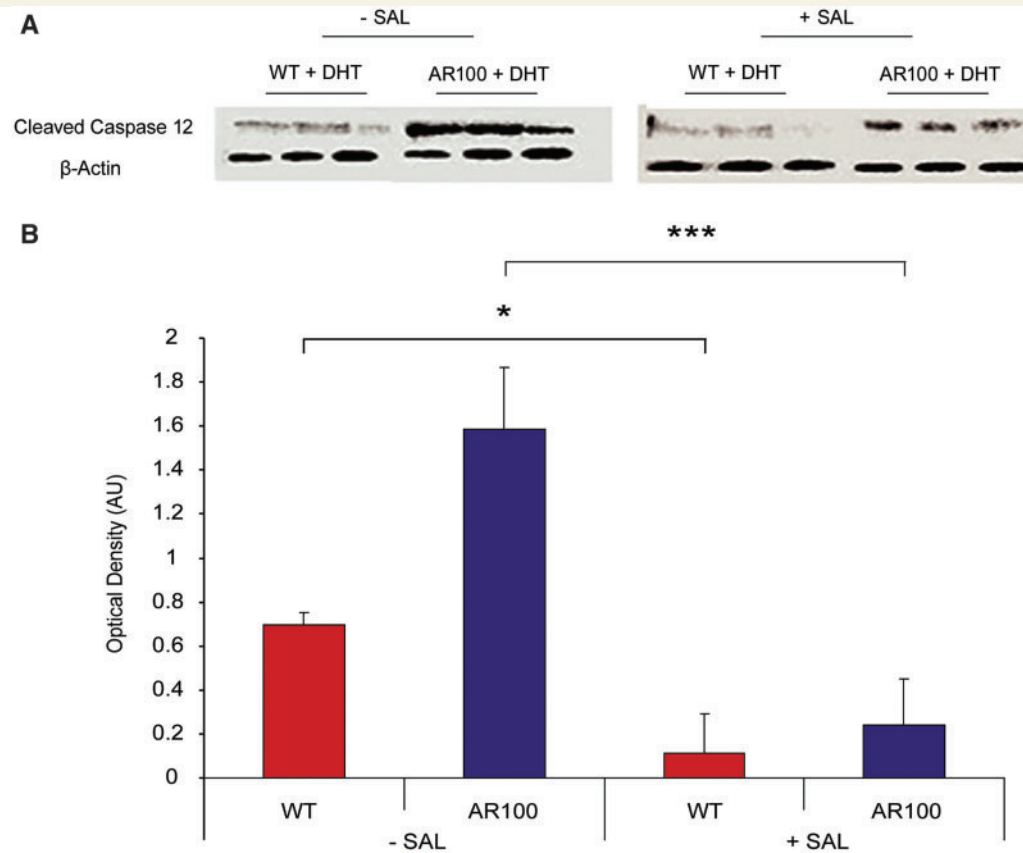 A
- SAL
+ SAL
WT + DHT
AR100 + DHT
WT + DHT
AR100 + DHT
Cleaved Caspase 12
β-Actin
B
***
*
2
1.8
1.6
1.4
1.2
1
0.8
0.6
0.4
0.2
0
Optical Density (AU)
WT
AR100
WT
AR100
- SAL
+ SAL